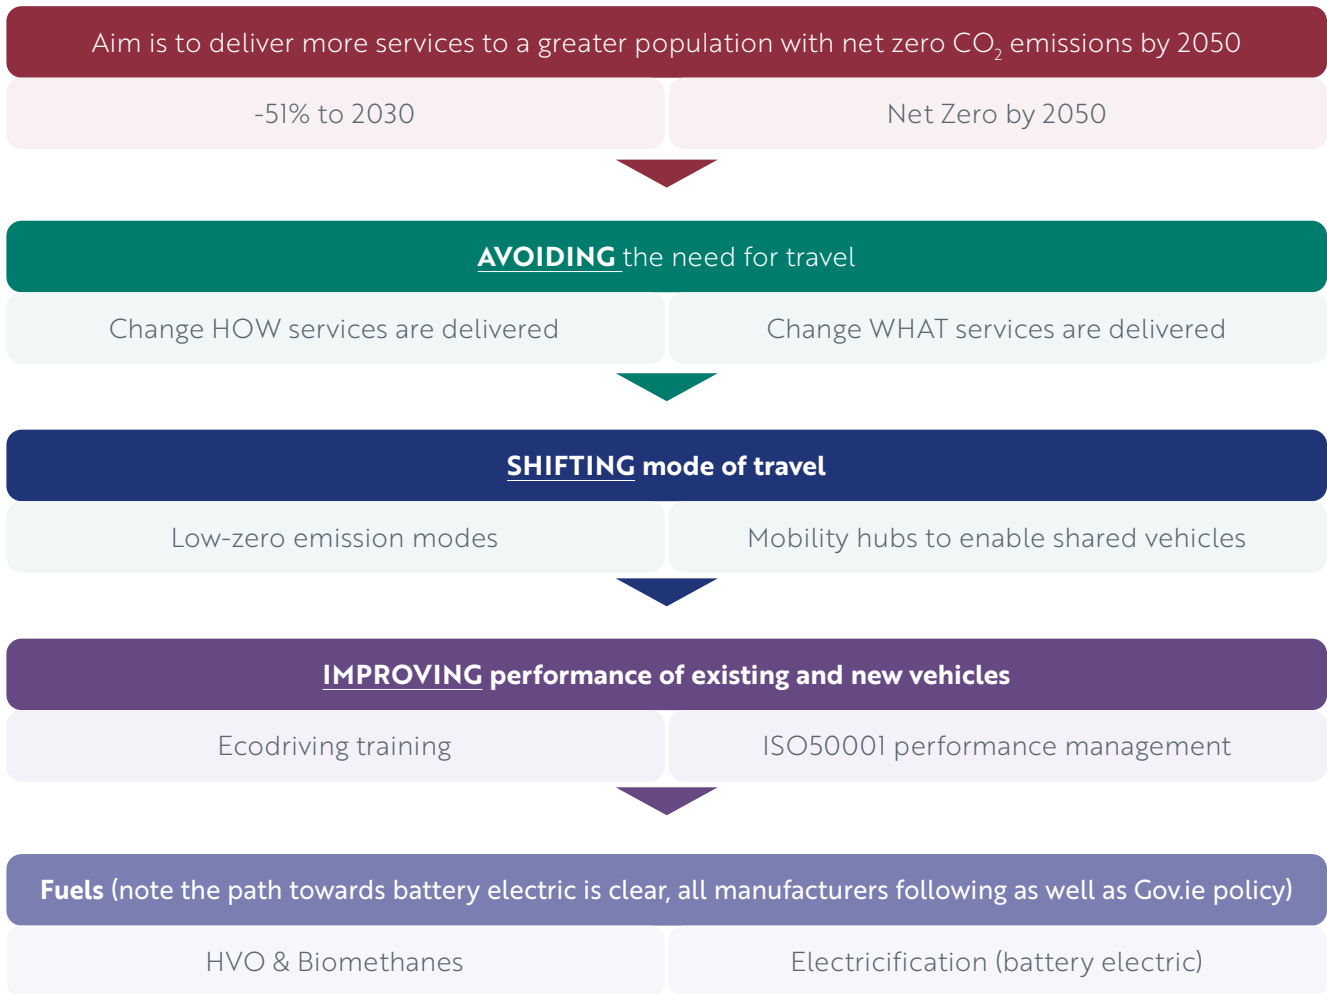 Aim is to deliver more services to a greater population with net zero CO₂ emissions by 2050
-51% to 2030
Net Zero by 2050
AVOIDING the need for travel
Change HOW services are delivered
Change WHAT services are delivered
SHIFTING mode of travel
Low-zero emission modes
Mobility hubs to enable shared vehicles
IMPROVING performance of existing and new vehicles
Ecodriving training
ISO50001 performance management
Fuels (note the path towards battery electric is clear, all manufacturers following as well as Gov.ie policy)
HVO & Biomethanes
Electricification (battery electric)